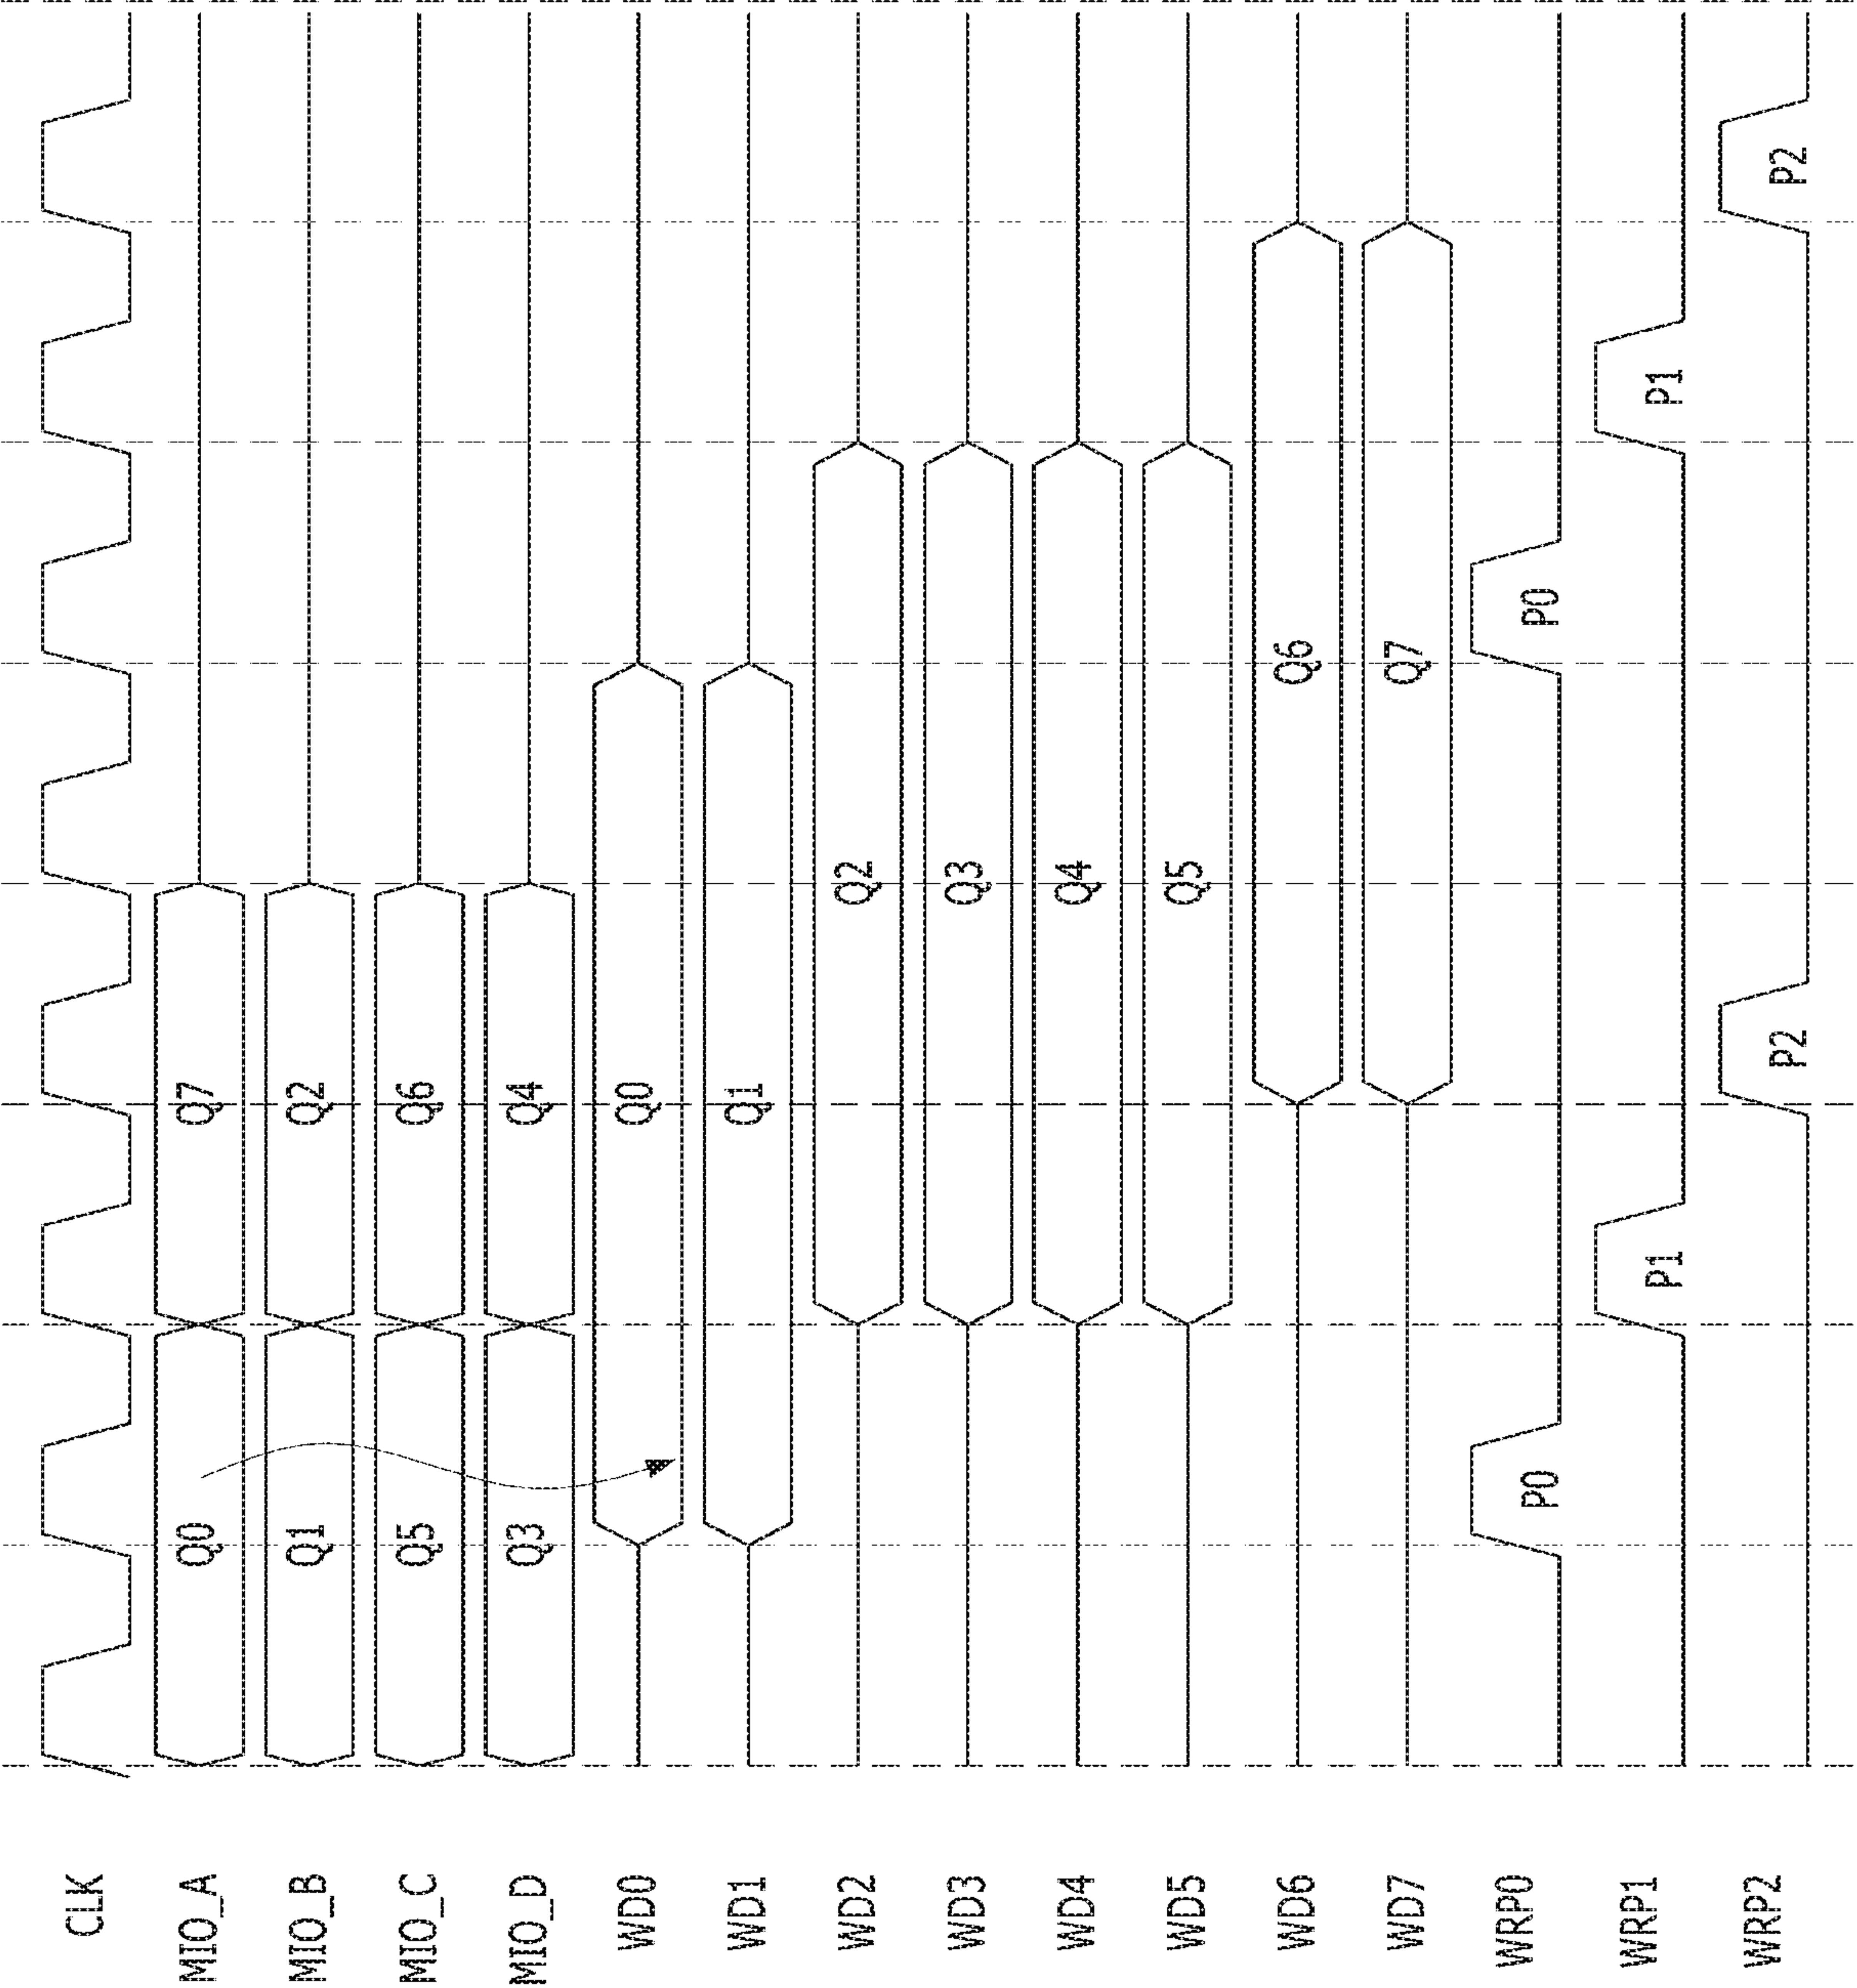 CLK
MIO_A Q0 Q7
MIO_B Q1 Q2
MIO_C Q5 Q6
MIO_D Q3 Q4
WD0 Q0
WD1 Q1
WD2 Q2
WD3 Q3
WD4 Q4
WD5 Q5
WD6 Q6
WD7 Q7
WRP0 P0 P0
WRP1 P1 P1
WRP2 P2 P2